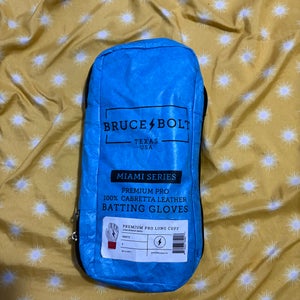 BRUCE BOLT
TEXAS
USA
MIAMI SERIES
PREMIUM PRO
100% CABRETTA LEATHER
BATTING GLOVES
PREMIUM PRO LONG CUFF